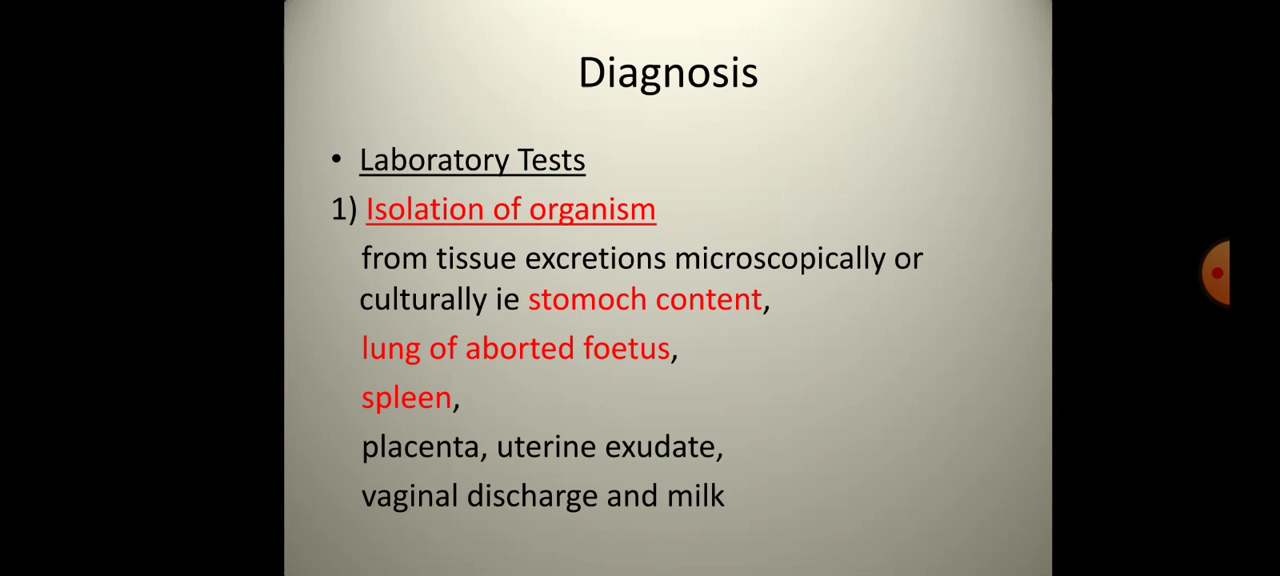 Diagnosis
• Laboratory Tests
1) Isolation of organism
from tissue excretions microscopically or
culturally ie stomoch content,
lung of aborted foetus,
spleen,
placenta, uterine exudate,
vaginal discharge and milk